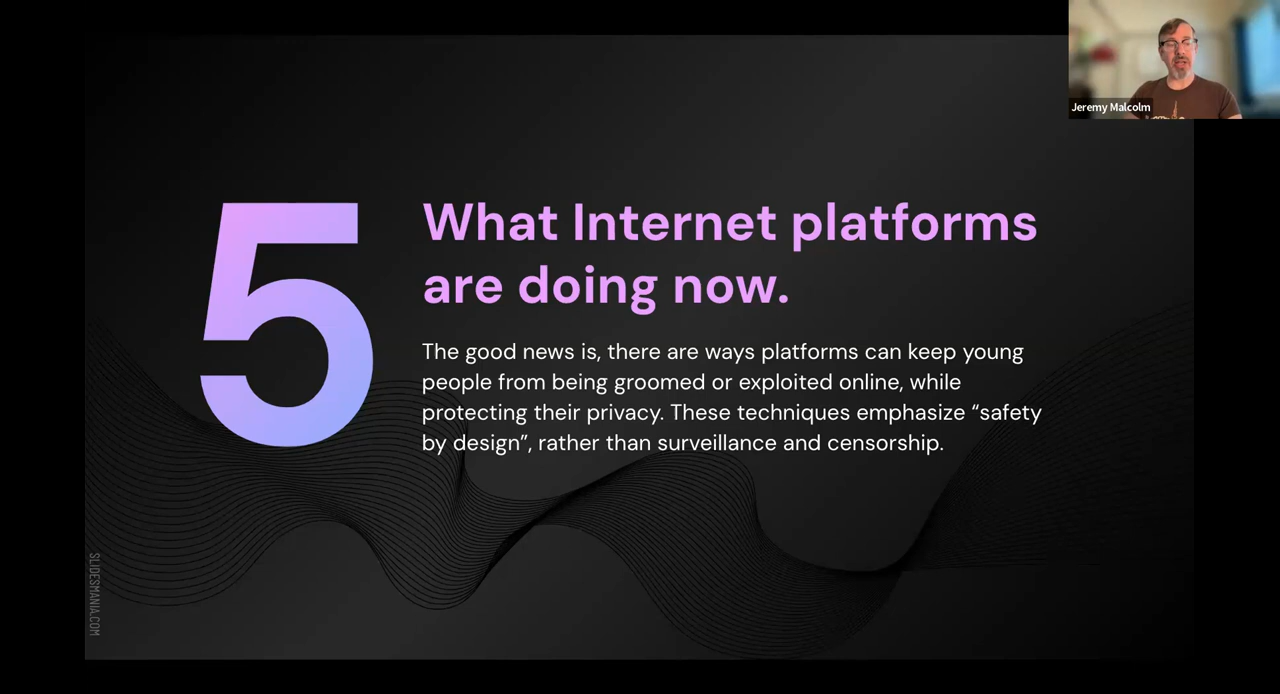 Jeremy Malcolm
5
What Internet platforms
are doing now.
The good news is, there are ways platforms can keep young
people from being groomed or exploited online, while
protecting their privacy. These techniques emphasize “safety
by design”, rather than surveillance and censorship.
SLIDESMANIA.COM